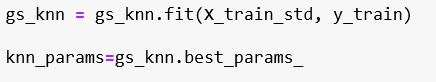 gs_knn = gs_knn.fit(X_train_std, y_train)
knn_params=gs_knn.best_params_